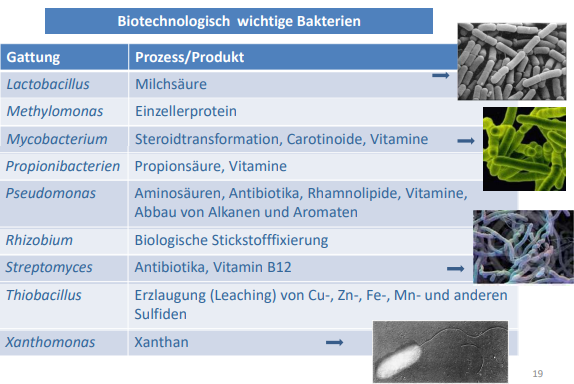 Biotechnologisch wichtige Bakterien
Gattung Prozess/Produkt
Lactobacillus Milchsäure
Methylomonas Einzellerprotein
Mycobacterium Steroidtransformation, Carotinoide, Vitamine
Propionibacterien Propionsäure, Vitamine
Pseudomonas Aminosäuren, Antibiotika, Rhamnolipide, Vitamine,
Abbau von Alkanen und Aromaten
Rhizobium Biologische Stickstofffixierung
Streptomyces Antibiotika, Vitamin B12
Thiobacillus Erzlaugung (Leaching) von Cu-, Zn-, Fe-, Mn- und anderen
Sulfiden
Xanthomonas Xanthan
19